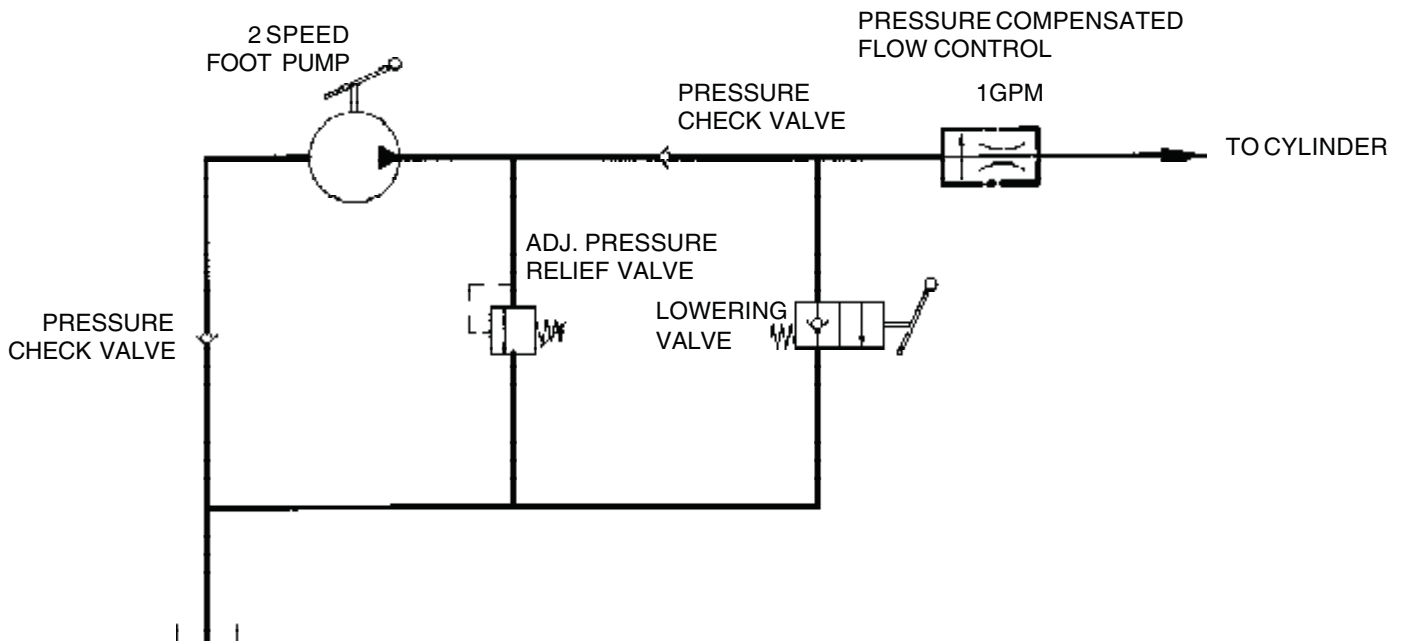 2 SPEED
FOOT PUMP
PRESSURE COMPENSATED
FLOW CONTROL
1GPM
PRESSURE
CHECK VALVE
TO CYLINDER
ADJ. PRESSURE
RELIEF VALVE
LOWERING
VALVE
PRESSURE
CHECK VALVE